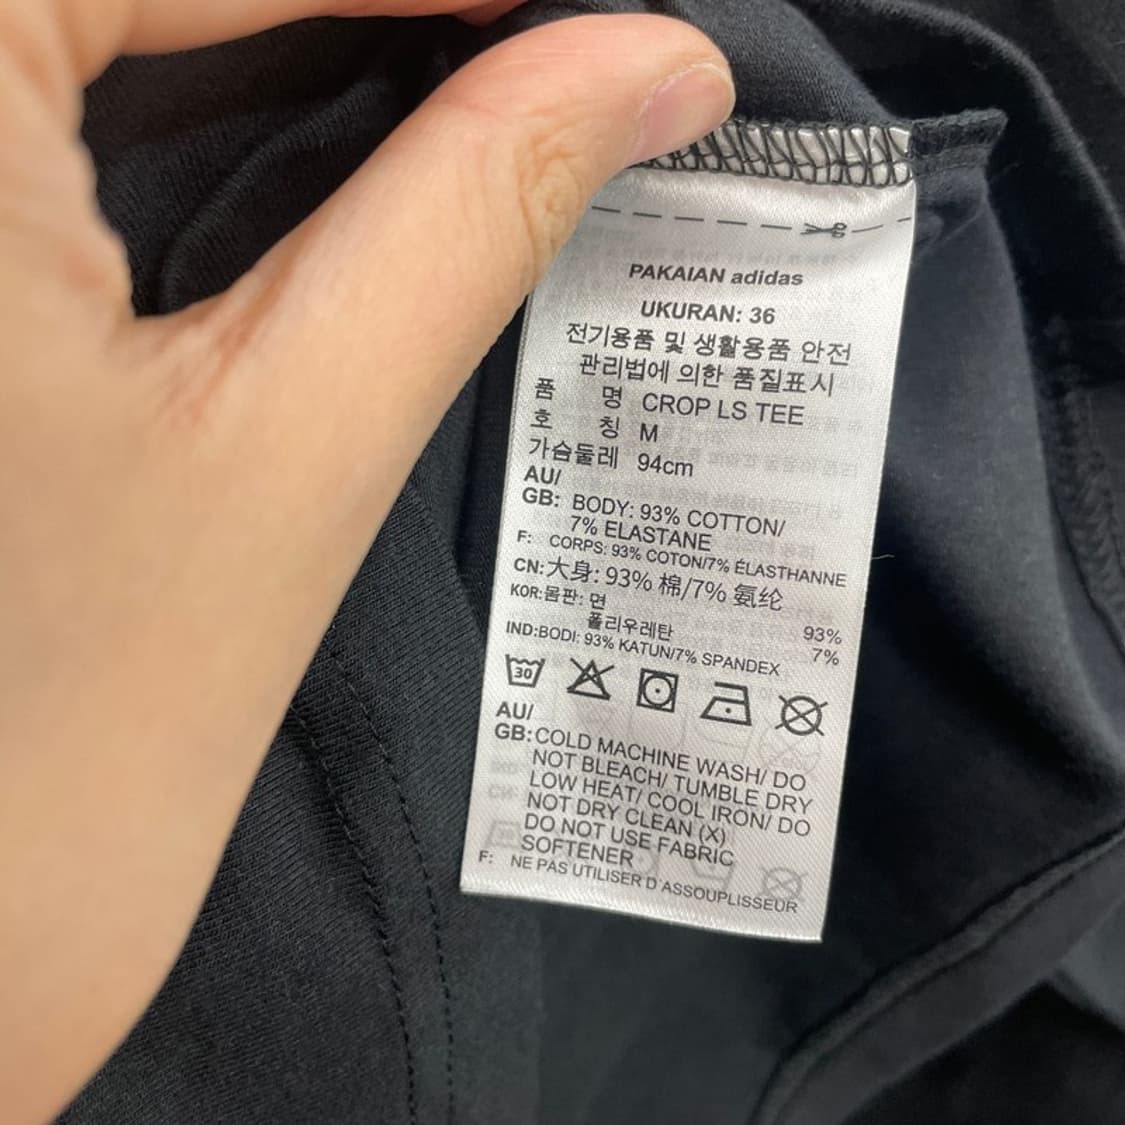 PAKAIAN adidas
UKURAN: 36
전기용품 및 생활용품 안전
관리법에 의한 품질표시
품 명 CROP LS TEE
호 칭 M
가슴둘레 94cm
AU/
GB: BODY: 93% COTTON/
7% ELASTANE
F: CORPS: 93% COTON/7% ÉLASTHANNE
CN: 大身: 93% 棉/7% 氨纶
KOR:몸판: 면 93%
폴리우레탄 7%
IND:BODI: 93% KATUN/7% SPANDEX
30
AU/
GB:COLD MACHINE WASH/ DO
NOT BLEACH/ TUMBLE DRY
LOW HEAT/ COOL IRON/ DO
NOT DRY CLEAN (X)
DO NOT USE FABRIC
SOFTENER
F: NE PAS UTILISER D'ASSOUPLISSEUR